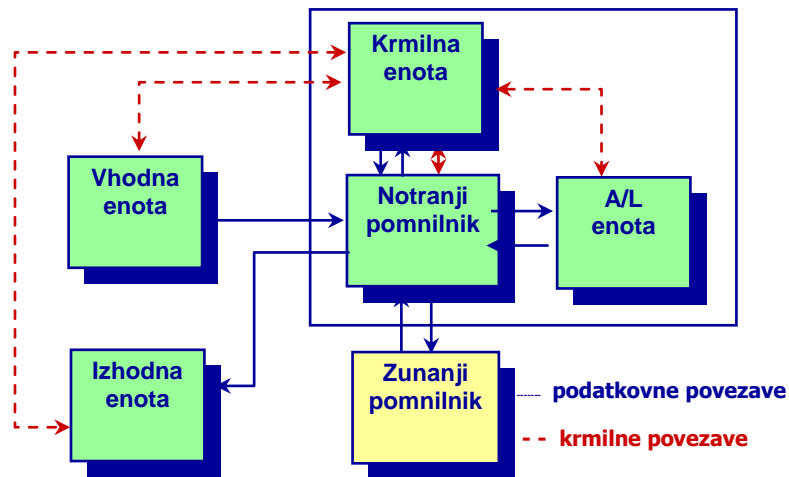 Krmilna
enota
Vhodna
enota
Notranji
pomnilnik
A/L
enota
Izhodna
enota
Zunanji
pomnilnik
podatkovne povezave
krmilne povezave